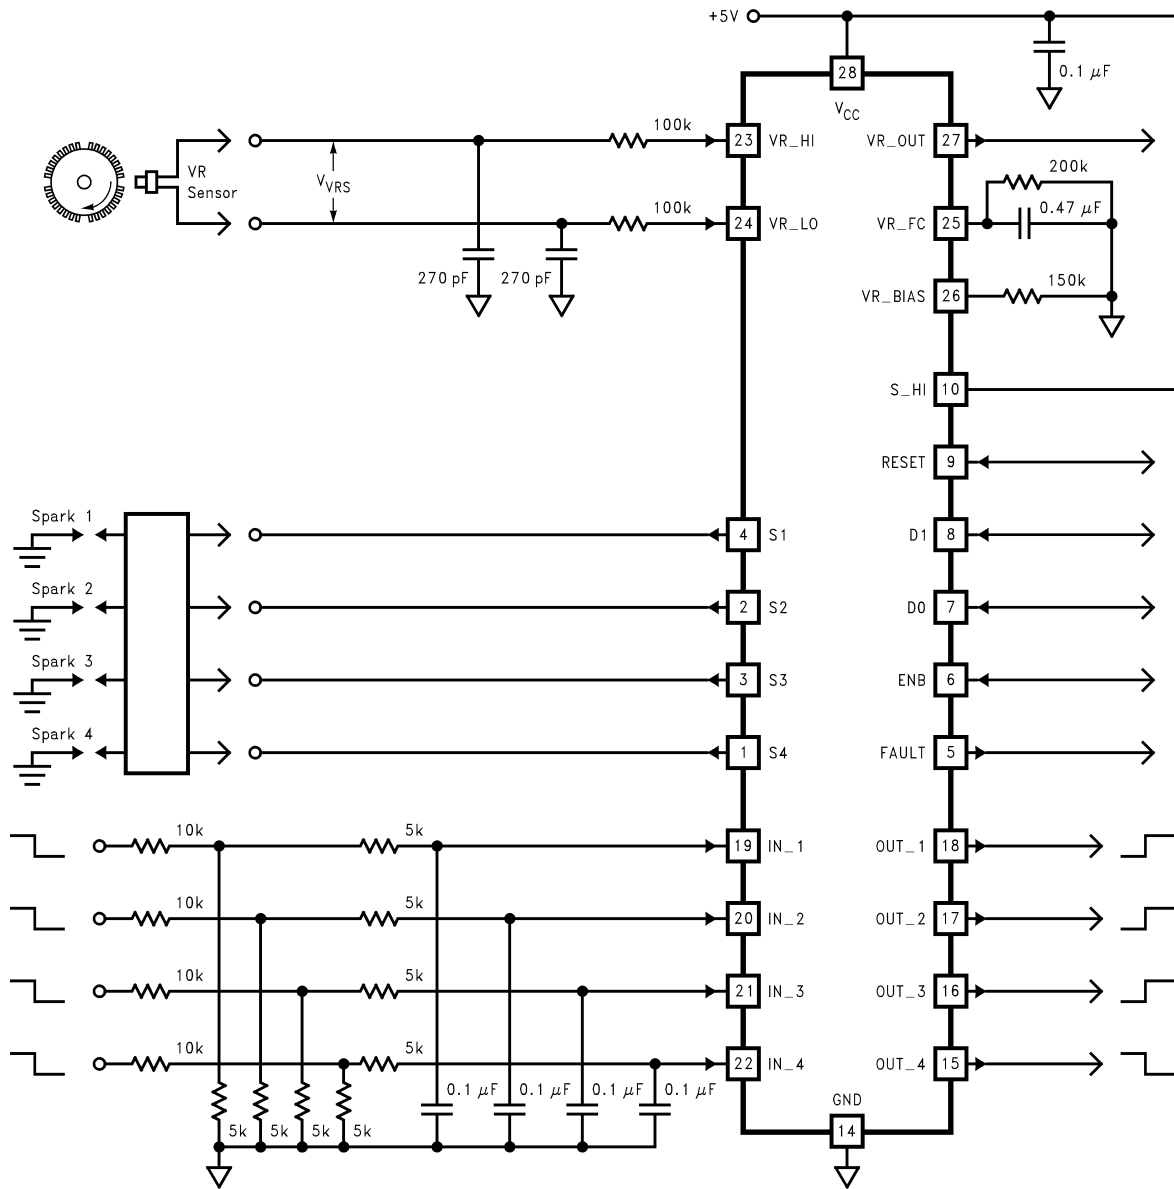 +5V
0.1 μF
28
VCC
VR
Sensor
VVRS
100k
23 VR_HI
VR_OUT 27
200k
0.47 μF
100k
24 VR_LO
VR_FC 25
270 pF 270 pF
150k
VR_BIAS 26
S_HI 10
RESET 9
Spark 1
4 S1
D1 8
Spark 2
2 S2
D0 7
Spark 3
3 S3
ENB 6
Spark 4
1 S4
FAULT 5
10k 5k
19 IN_1
OUT_1 18
10k 5k
20 IN_2
OUT_2 17
10k 5k
21 IN_3
OUT_3 16
10k 5k
22 IN_4
OUT_4 15
0.1 μF 0.1 μF 0.1 μF 0.1 μF
5k 5k 5k 5k
GND
14